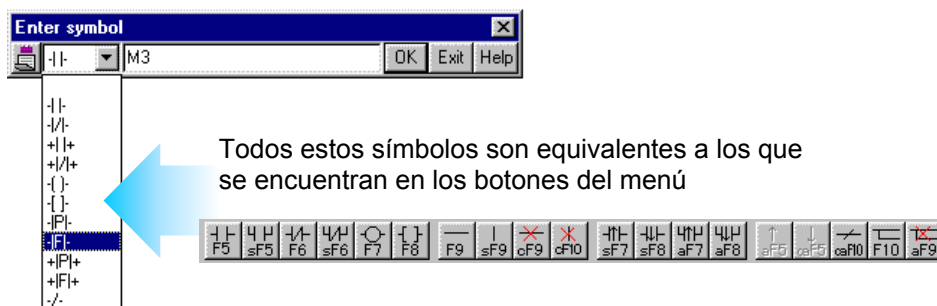 Enter symbol
-| |- M3 OK Exit Help
-| |-
-|/|-
+| |+
+|/|+
-( )-
-[ ]-
-|P|-
-|F|-
+|P|+
+|F|+
-/-
Todos estos símbolos son equivalentes a los que
se encuentran en los botones del menú
F5 sF5 F6 sF6 F7 F8 F9 sF9 cF9 cF10 sF7 sF8 aF7 aF8 aF5 caF5 caF10 F10 aF9